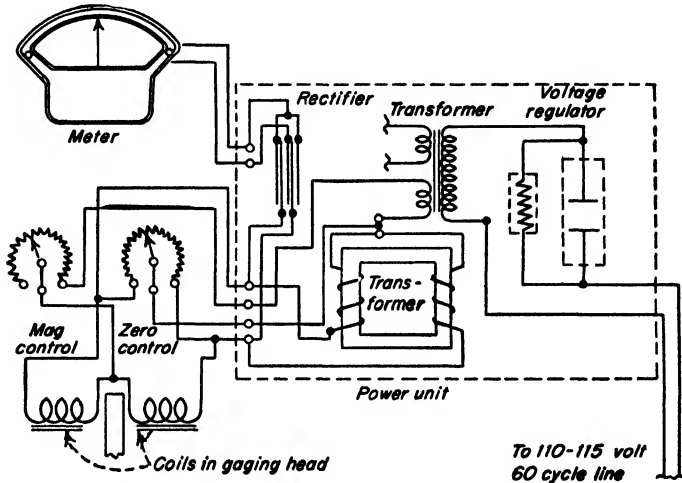 Meter
Rectifier
Transformer
Voltage
regulator
Mag
control
Zero
control
Trans-
former
Power unit
Coils in gaging head
To 110-115 volt
60 cycle line